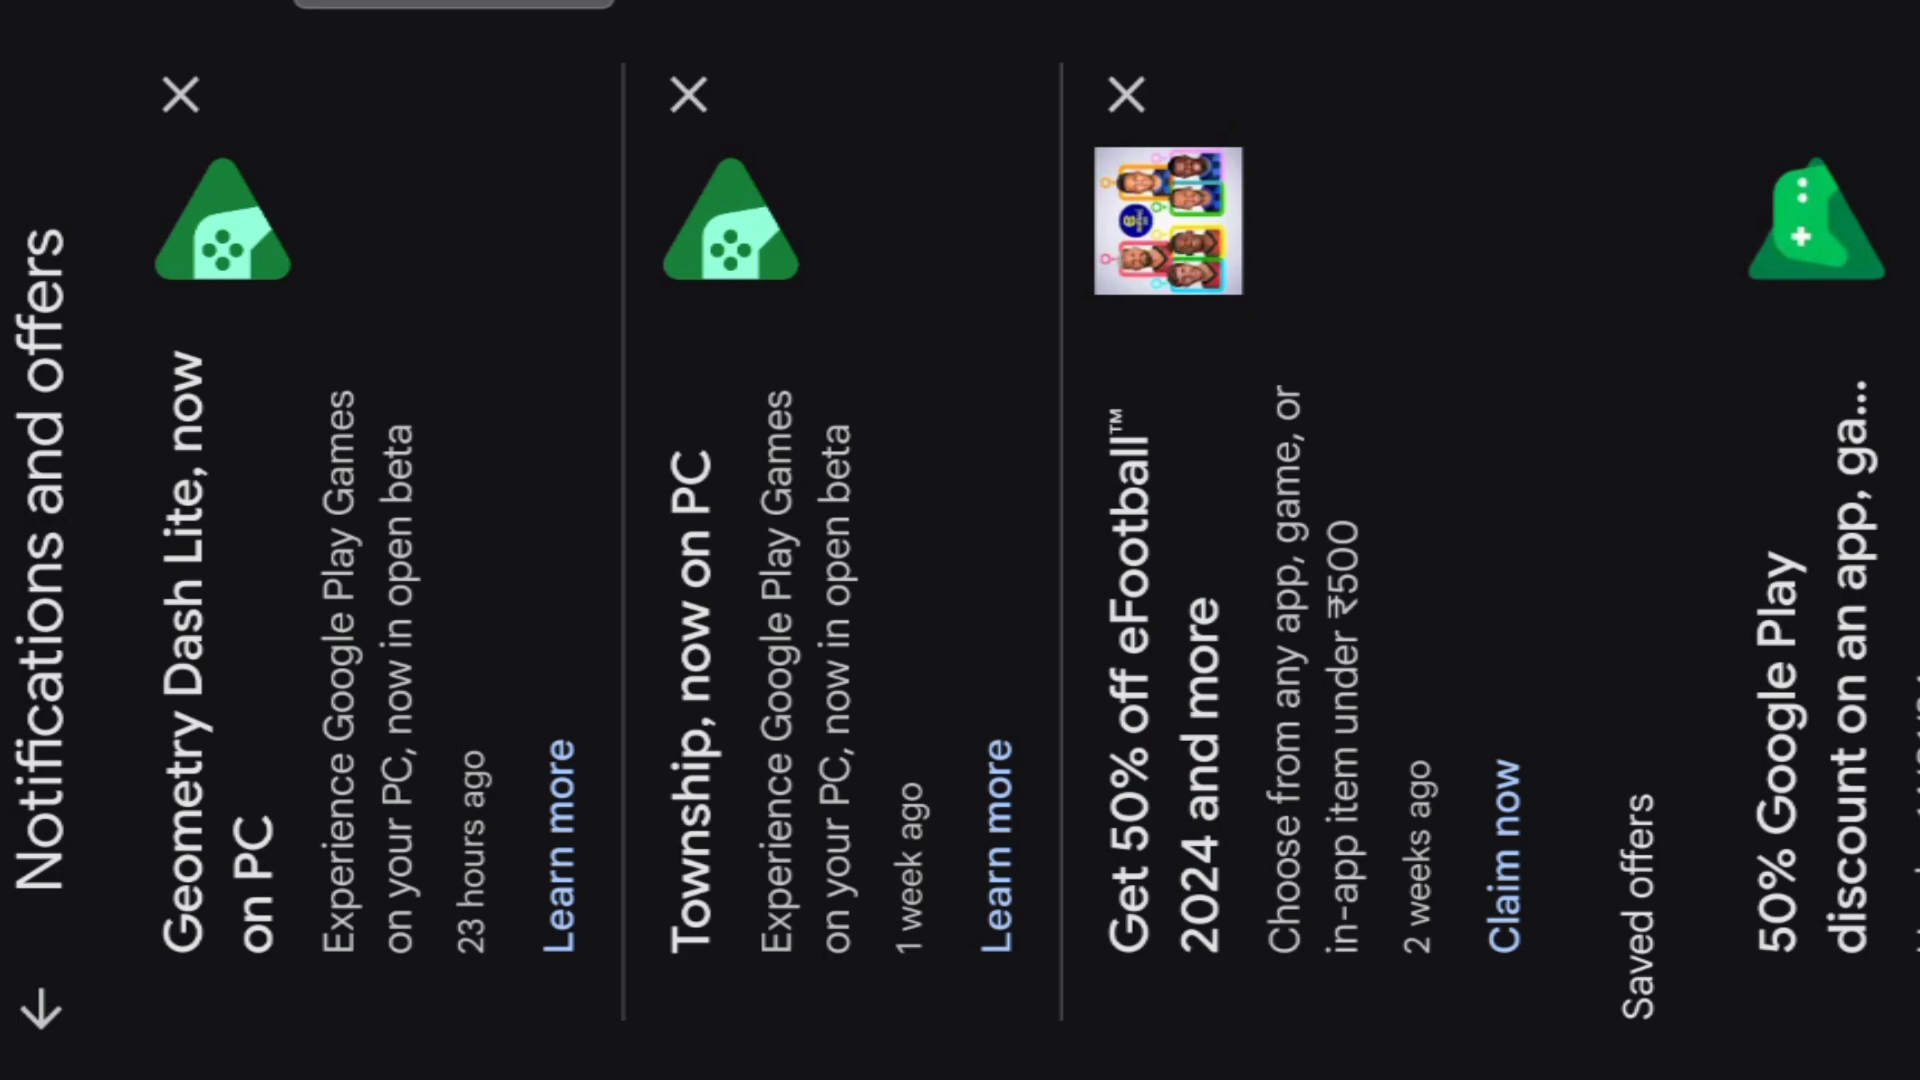 Notifications and offers
Geometry Dash Lite, now
on PC
Experience Google Play Games
on your PC, now in open beta
23 hours ago
Learn more
Township, now on PC
Experience Google Play Games
on your PC, now in open beta
1 week ago
Learn more
Get 50% off eFootball™
2024 and more
Choose from any app, game, or
in-app item under ₹500
2 weeks ago
Claim now
Saved offers
50% Google Play
discount on an app, ga...